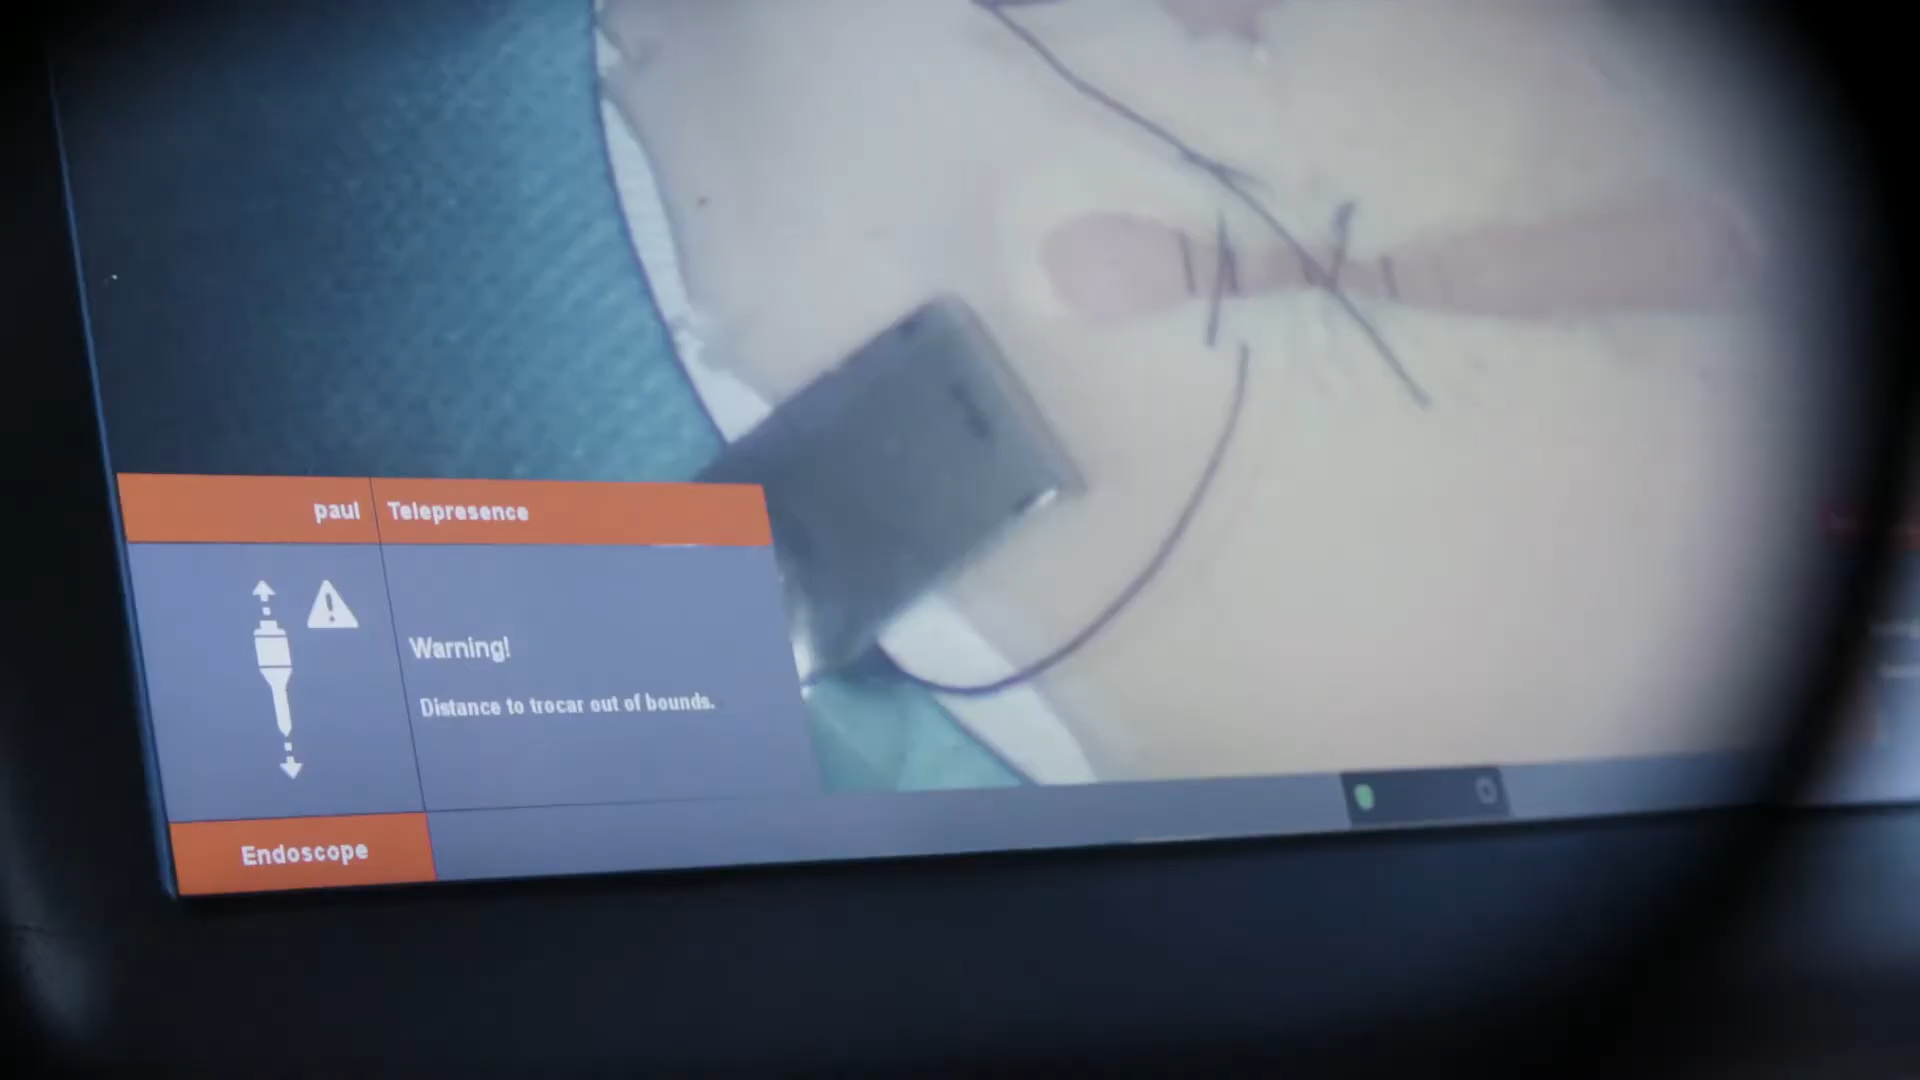 paul Telepresence
Warning!
Distance to trocar out of bounds.
Endoscope